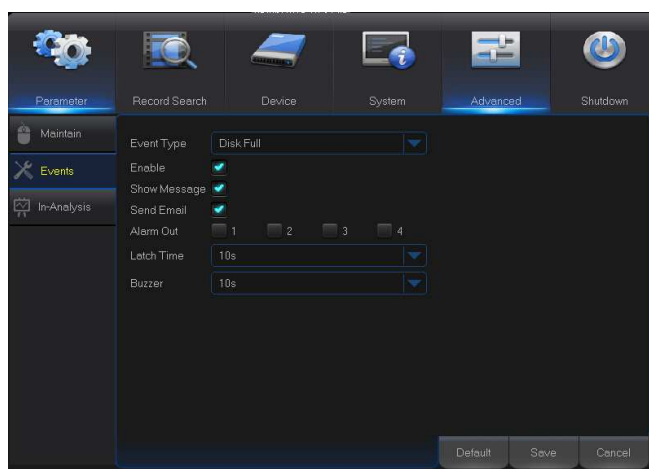 Parameter Record Search Device System Advanced Shutdown
Maintain
Events
In-Analysis
Event Type Disk Full
Enable
Show Message
Send Email
Alarm Out 1 2 3 4
Latch Time 10s
Buzzer 10s
Default Save Cancel